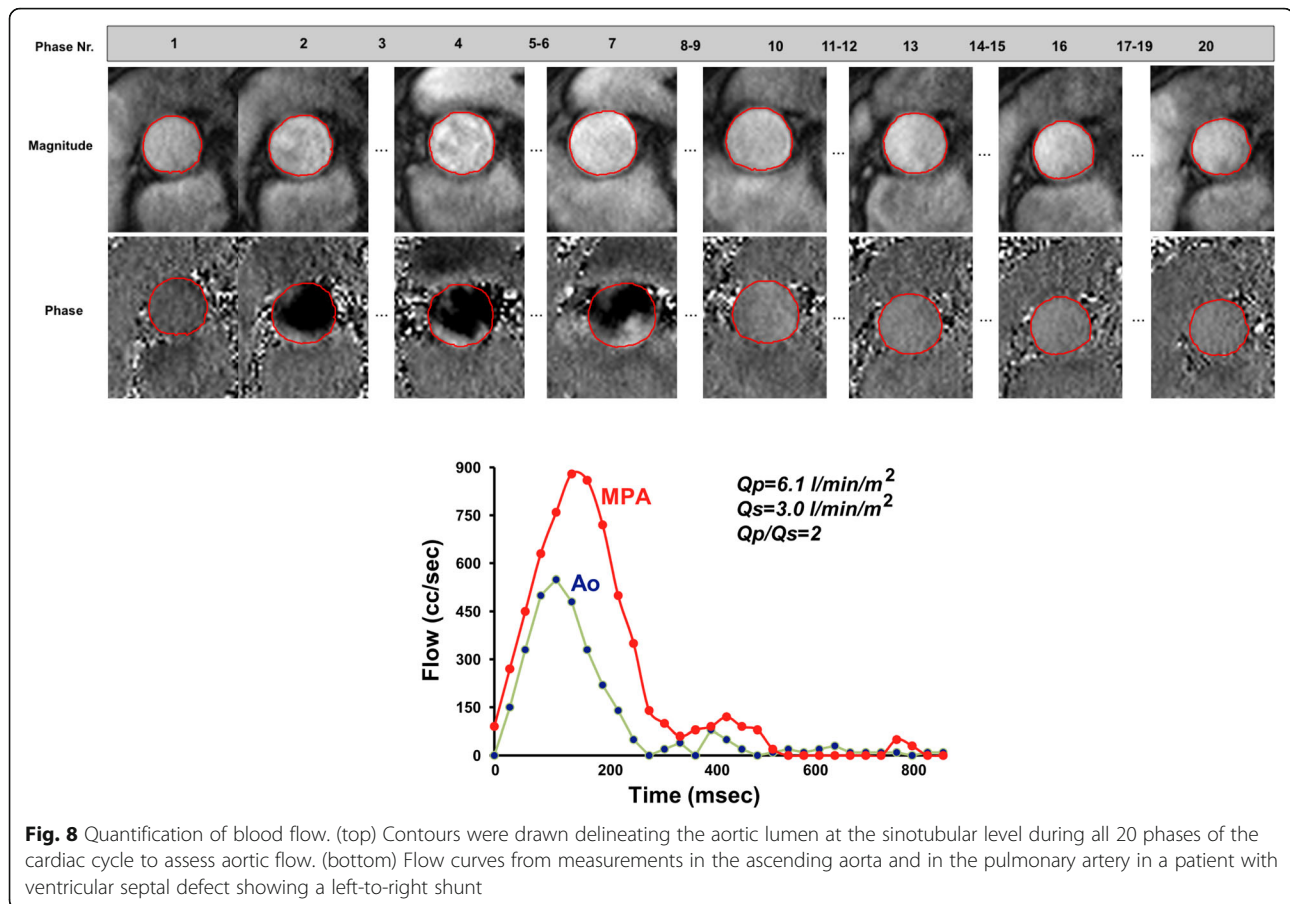 Phase Nr. 1 2 3 4 5-6 7 8-9 10 11-12 13 14-15 16 17-19 20
Magnitude
... ... ... ... ... ...
Phase
... ... ... ... ... ...
900
750
600
450
300
150
0
Flow (cc/sec)
MPA
Ao
Qp=6.1 l/min/m²
Qs=3.0 l/min/m²
Qp/Qs=2
0 200 400 600 800
Time (msec)
Fig. 8 Quantification of blood flow. (top) Contours were drawn delineating the aortic lumen at the sinotubular level during all 20 phases of the
cardiac cycle to assess aortic flow. (bottom) Flow curves from measurements in the ascending aorta and in the pulmonary artery in a patient with
ventricular septal defect showing a left-to-right shunt